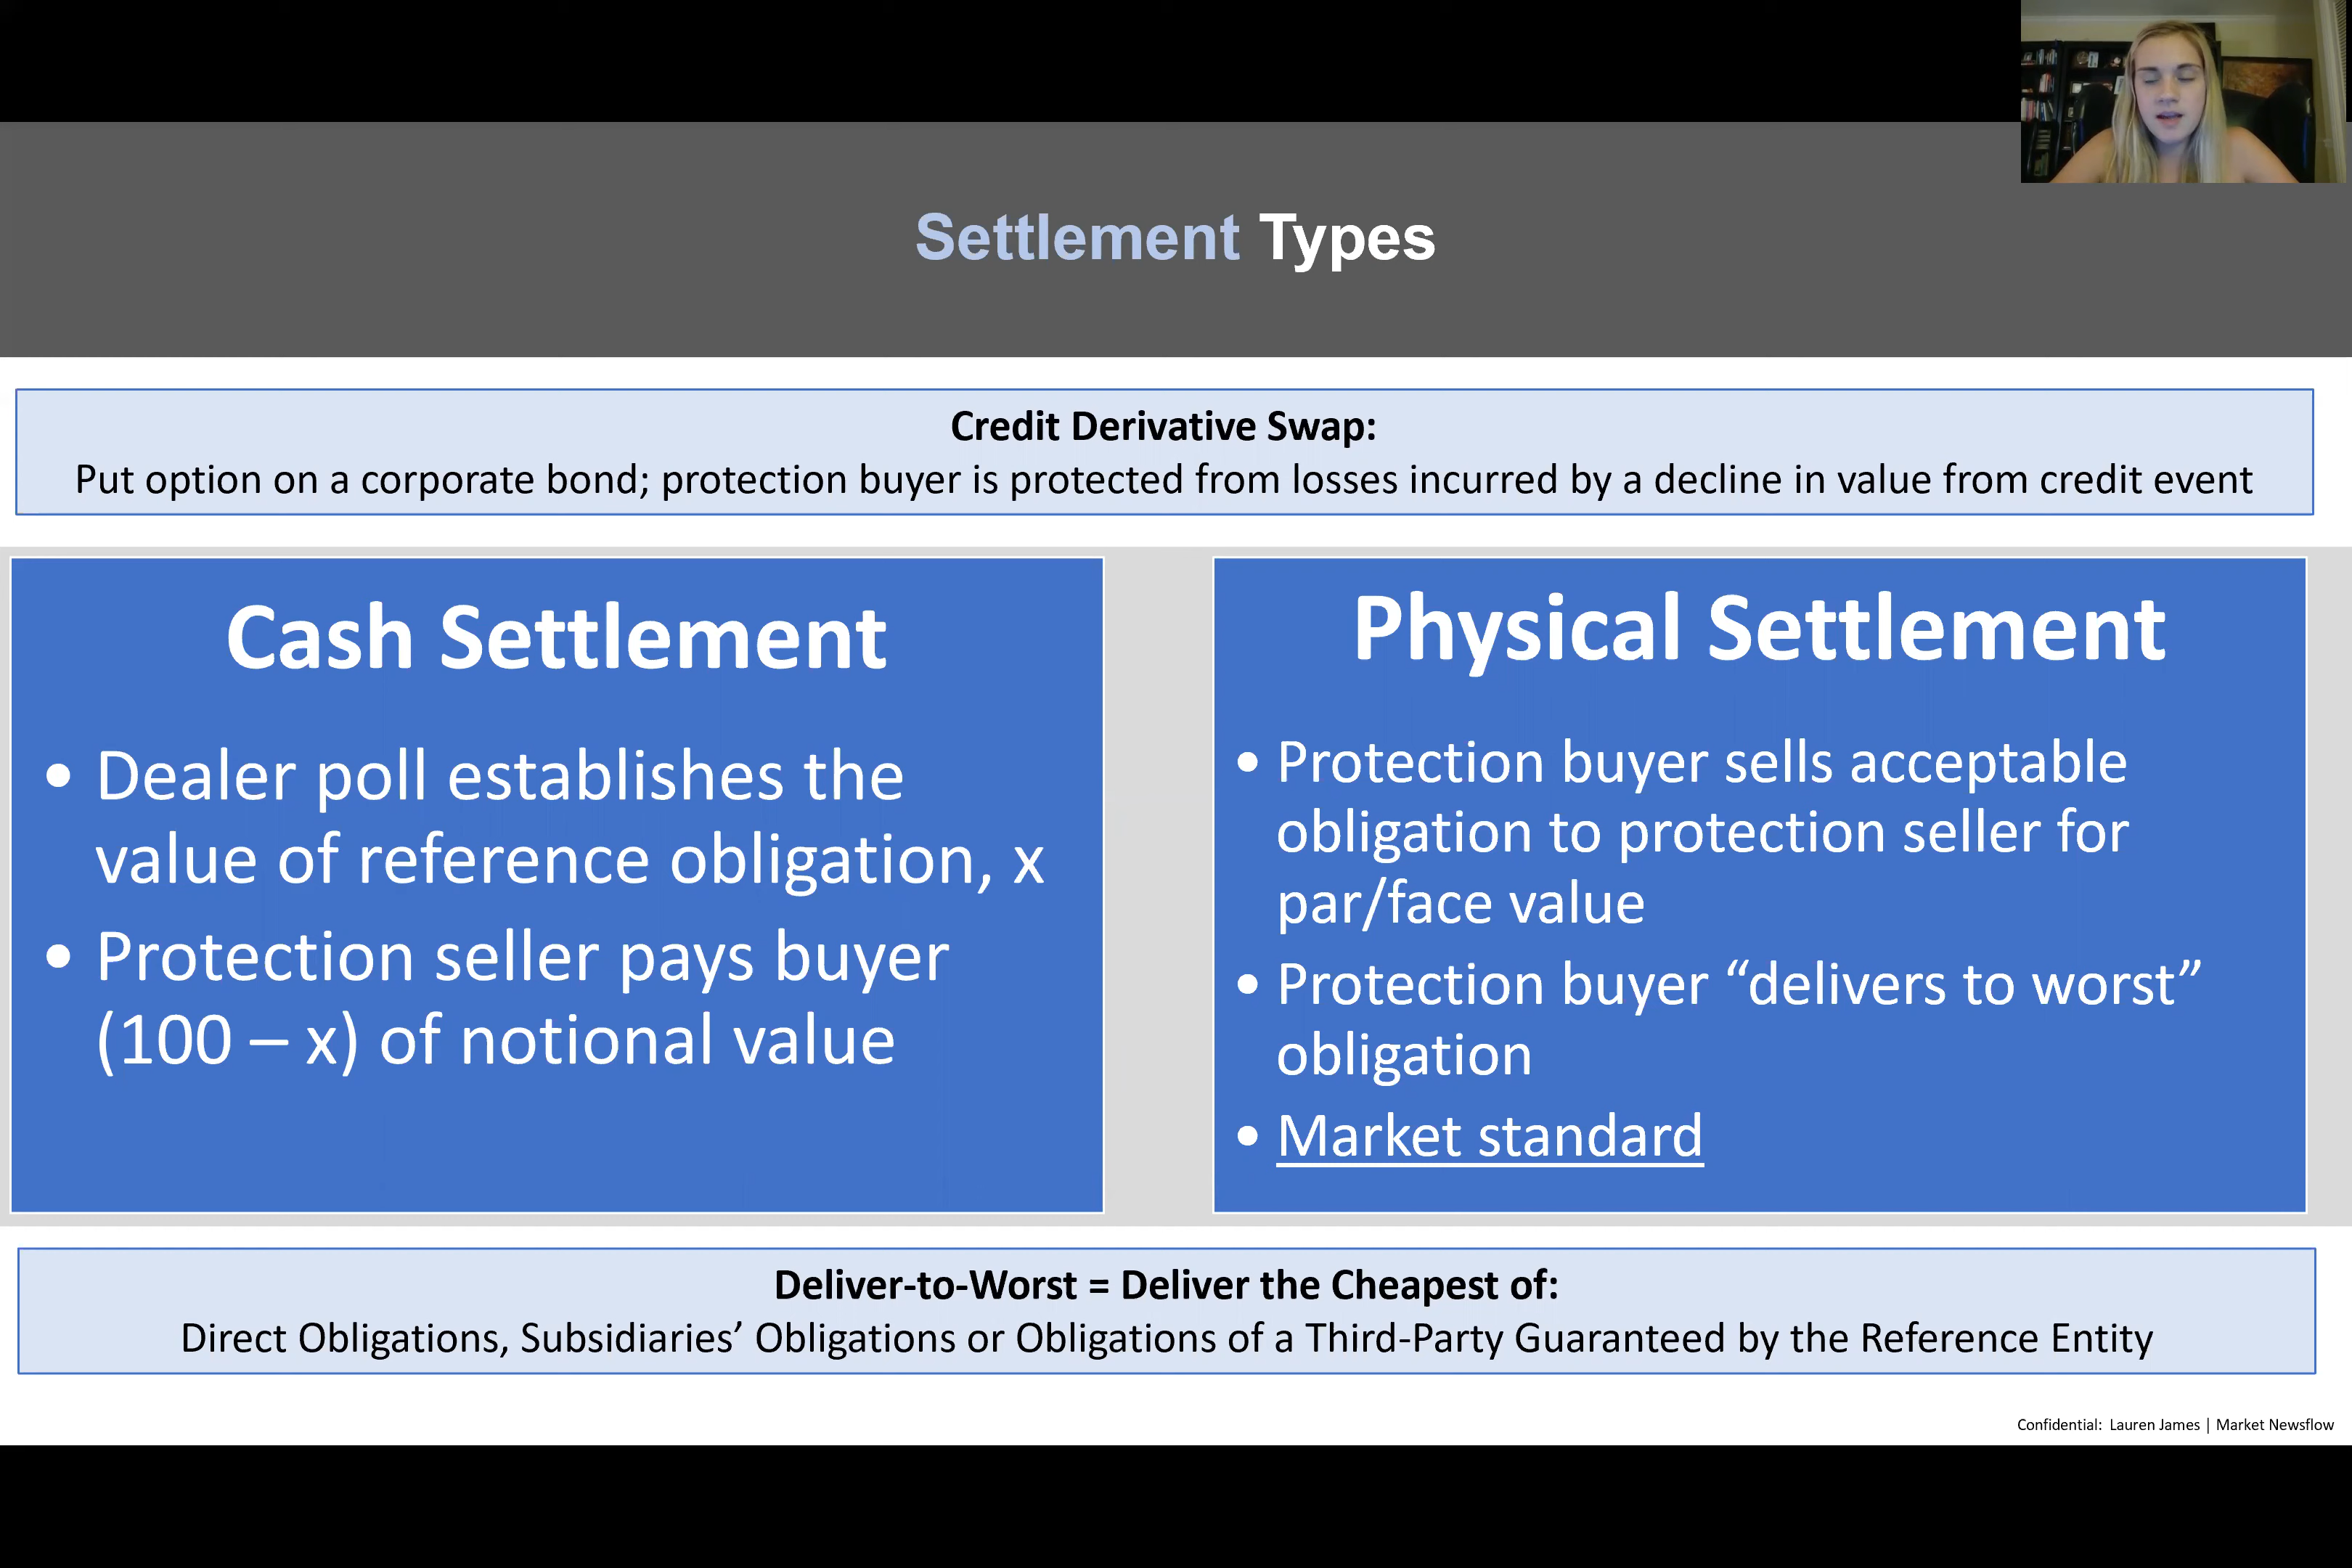 Settlement Types
Credit Derivative Swap:
Put option on a corporate bond; protection buyer is protected from losses incurred by a decline in value from credit event
Cash Settlement
• Dealer poll establishes the
value of reference obligation, x
• Protection seller pays buyer
(100 – x) of notional value
Physical Settlement
• Protection buyer sells acceptable
obligation to protection seller for
par/face value
• Protection buyer “delivers to worst”
obligation
• Market standard
Deliver-to-Worst = Deliver the Cheapest of:
Direct Obligations, Subsidiaries’ Obligations or Obligations of a Third-Party Guaranteed by the Reference Entity
Confidential: Lauren James | Market Newsflow